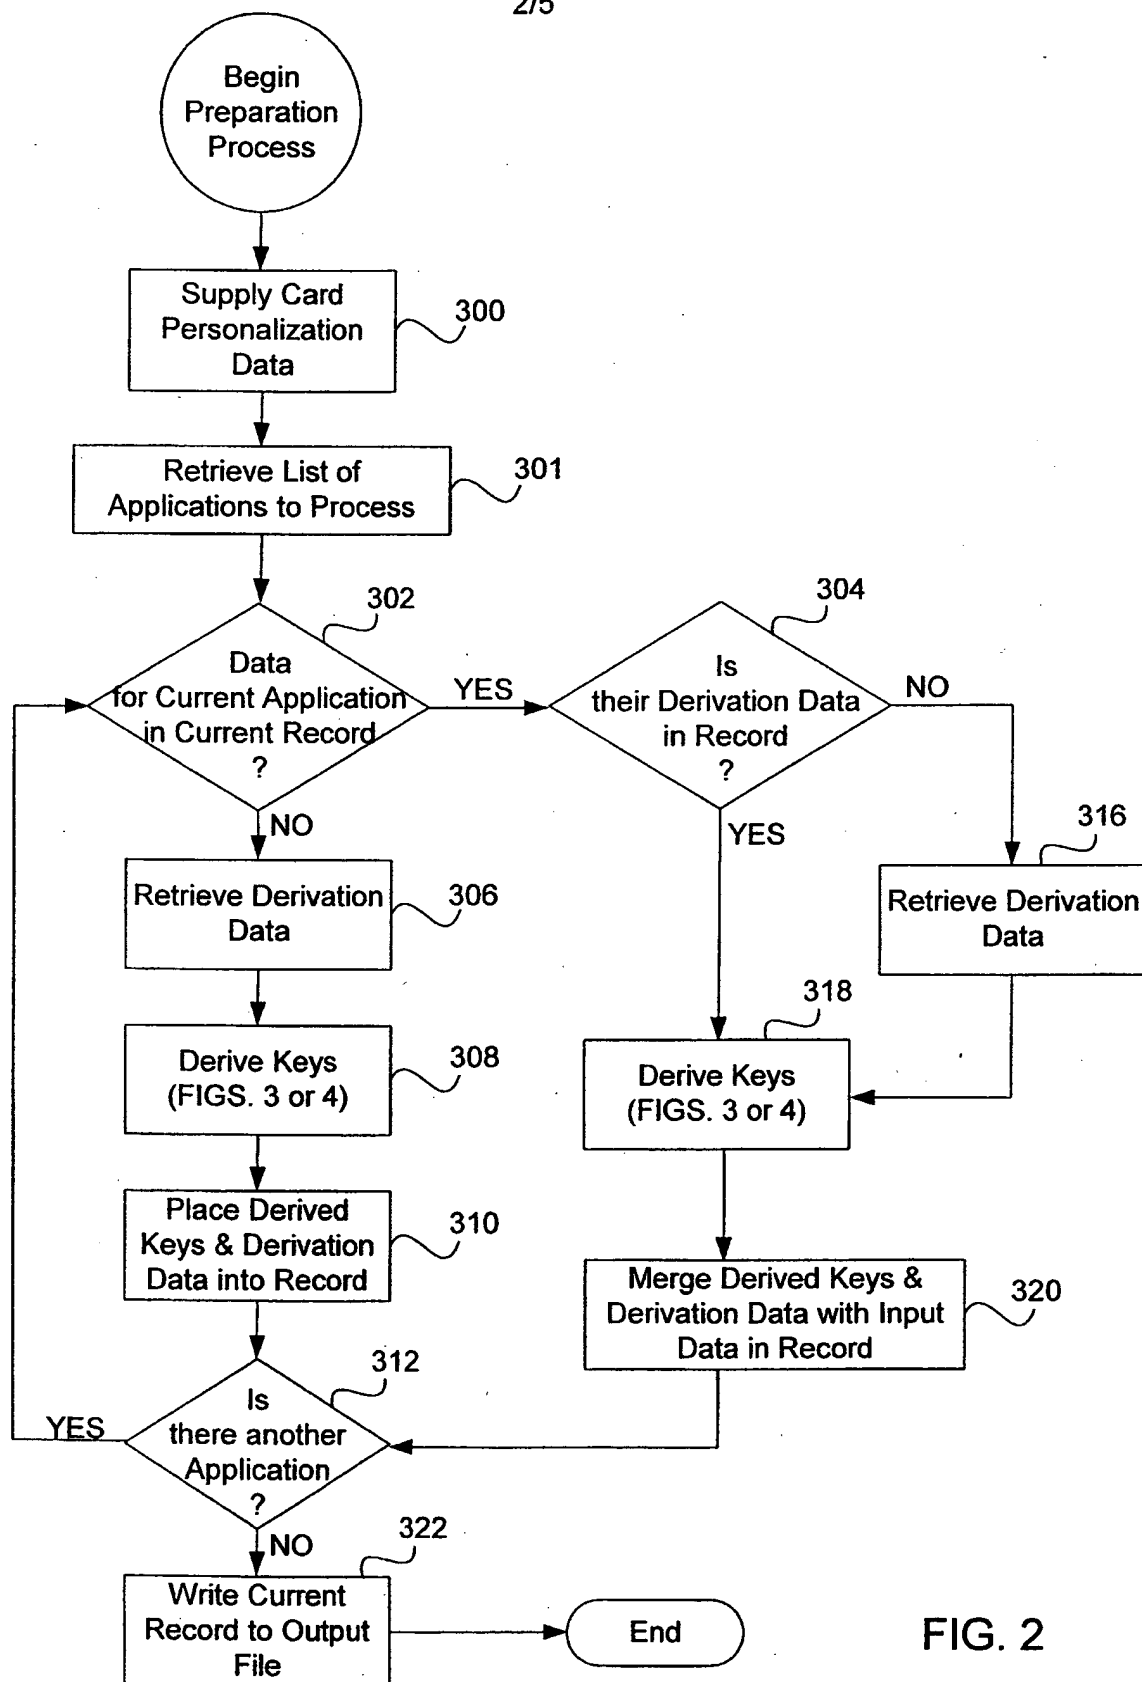 2/5
Begin
Preparation
Process
Supply Card
Personalization
Data
300
Retrieve List of
Applications to Process
301
302
Data
for Current Application
in Current Record
?
YES
304
Is
their Derivation Data
in Record
?
NO
NO
YES
316
Retrieve Derivation
Data
306
Retrieve Derivation
Data
318
Derive Keys
(FIGS. 3 or 4)
308
Derive Keys
(FIGS. 3 or 4)
Place Derived
Keys & Derivation
Data into Record
310
Merge Derived Keys &
Derivation Data with Input
Data in Record
320
312
Is
there another
Application
?
YES
NO
322
Write Current
Record to Output
File
End
FIG. 2